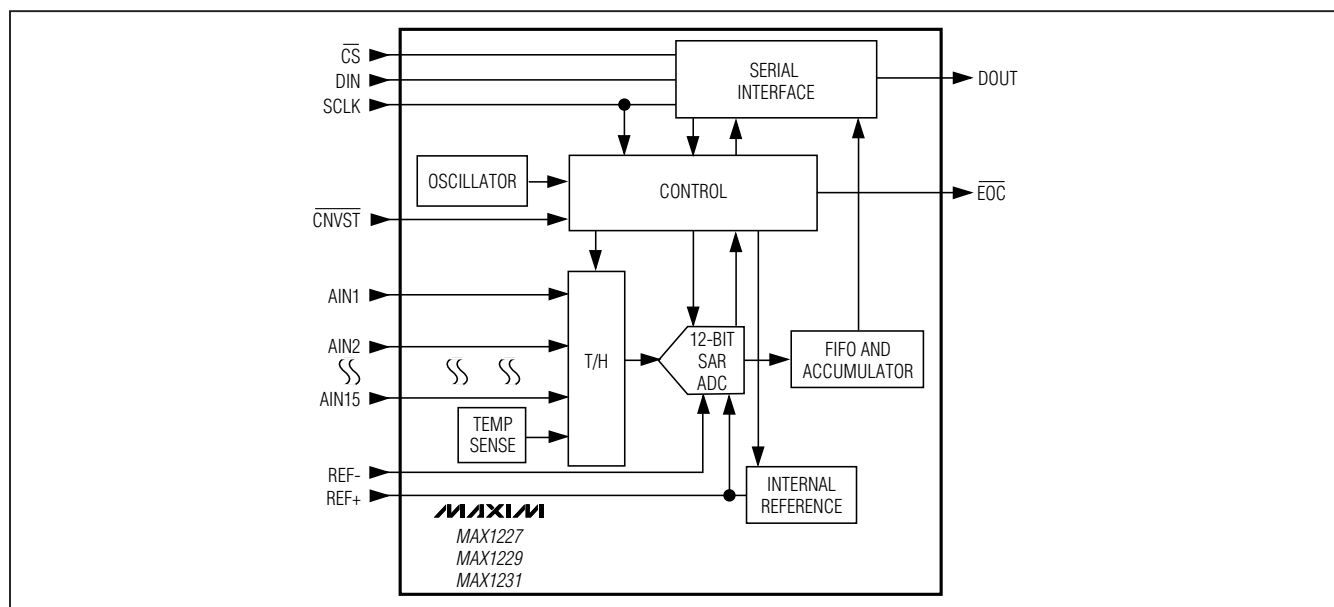 CS
DIN
SCLK
SERIAL
INTERFACE
DOUT
OSCILLATOR
CONTROL
EOC
CNVST
AIN1
AIN2
AIN15
T/H
12-BIT
SAR
ADC
FIFO AND
ACCUMULATOR
TEMP
SENSE
REF-
REF+
INTERNAL
REFERENCE
MAXIM
MAX1227
MAX1229
MAX1231